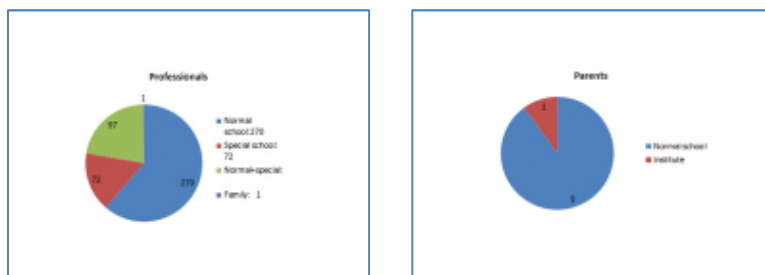 Professionals
1
97
72
270
Normal
school:270
Special school:
72
Normal-special:
Family: 1
Parents
1
9
Normal school
Institute